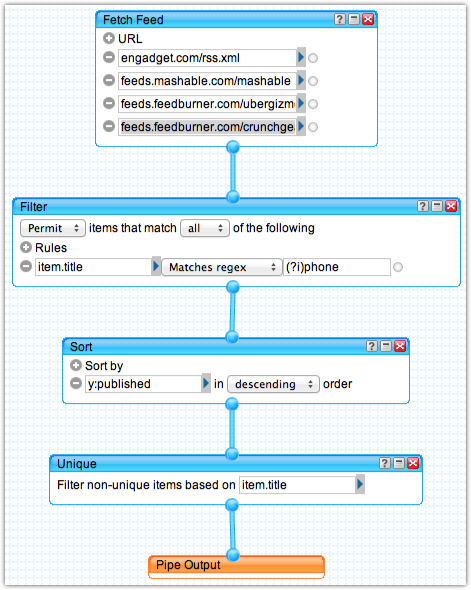 Fetch Feed
URL
engadget.com/rss.xml
feeds.mashable.com/mashable
feeds.feedburner.com/ubergizm
feeds.feedburner.com/crunchge
Filter
Permit items that match all of the following
Rules
item.title Matches regex (?i)phone
Sort
Sort by
y:published in descending order
Unique
Filter non-unique items based on item.title
Pipe Output